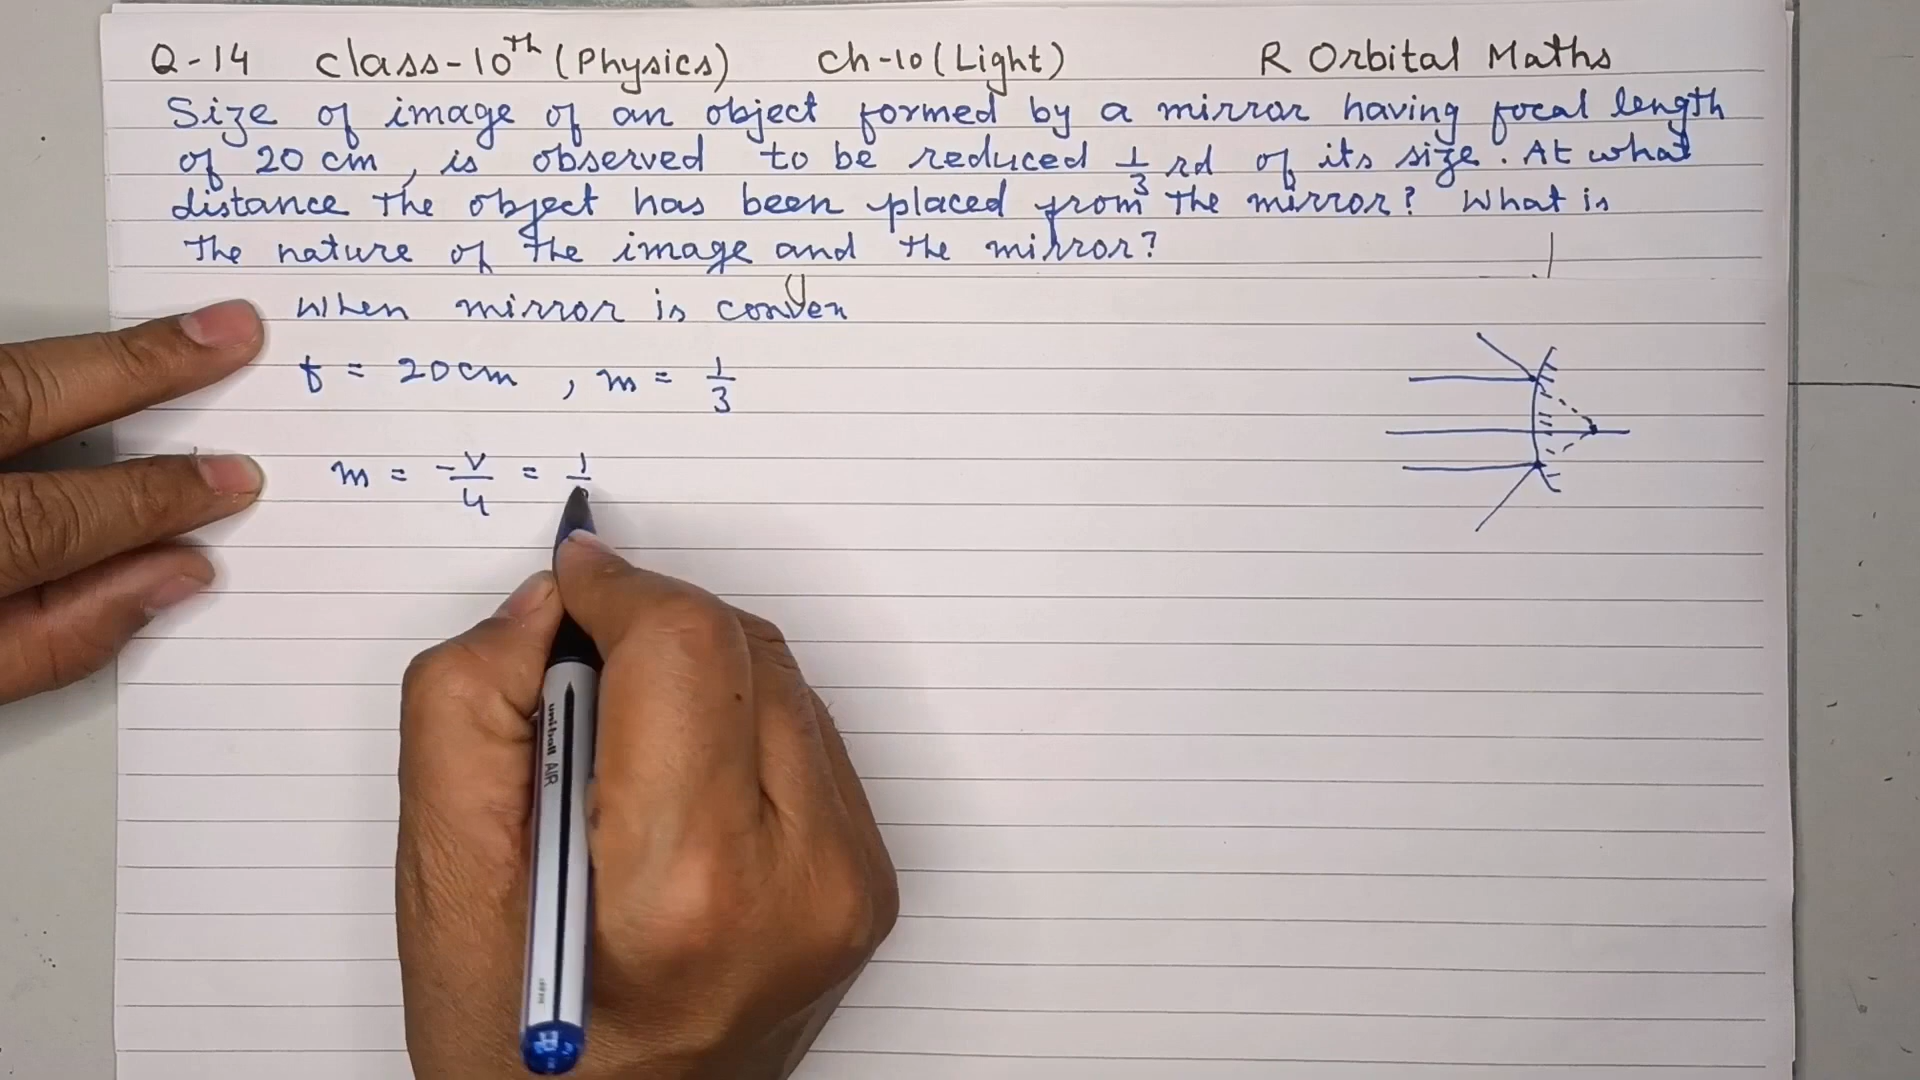 Q-14 Class-10th (Physics) Ch-10 (Light) R Orbital Maths
Size of image of an object formed by a mirror having focal length
of 20 cm, is observed to be reduced 1/3 rd of its size. At what
distance the object has been placed from the mirror? What is
the nature of the image and the mirror?
When mirror is convex
f = 20cm, m = 1/3
m = -v/u = 1/
uni-ball AIR